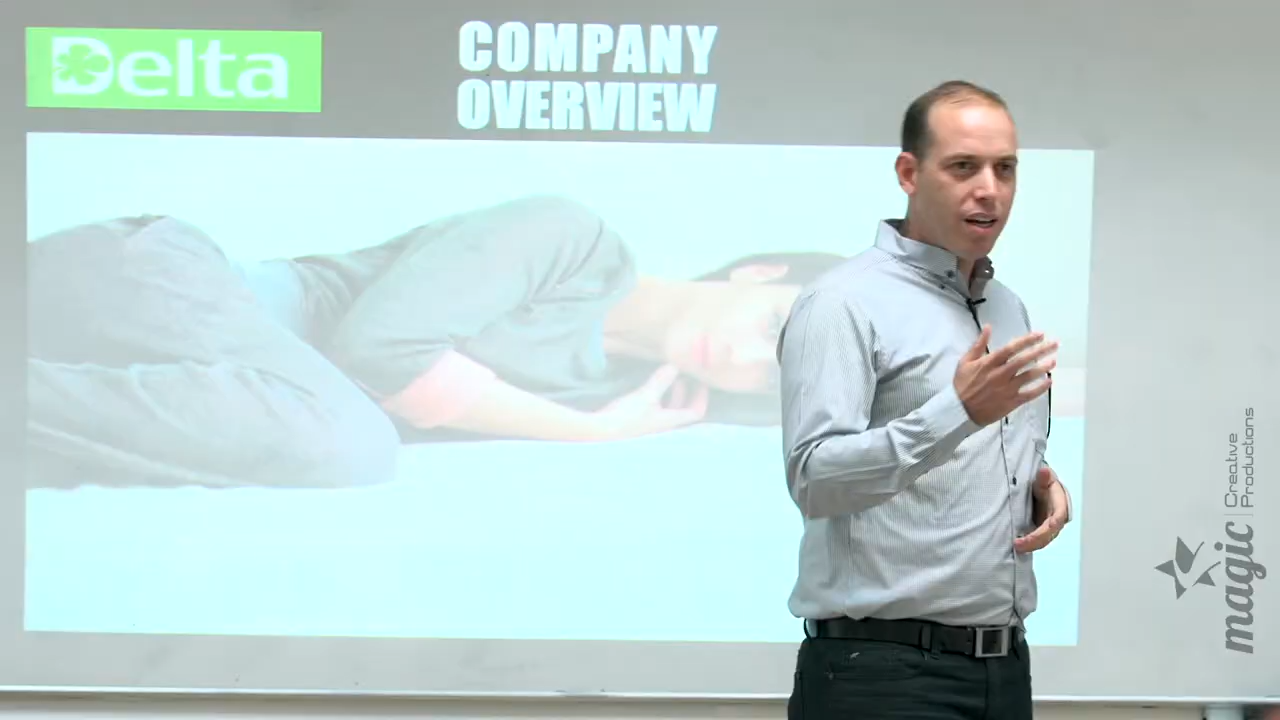 Delta
COMPANY
OVERVIEW
magic
Creative
Productions